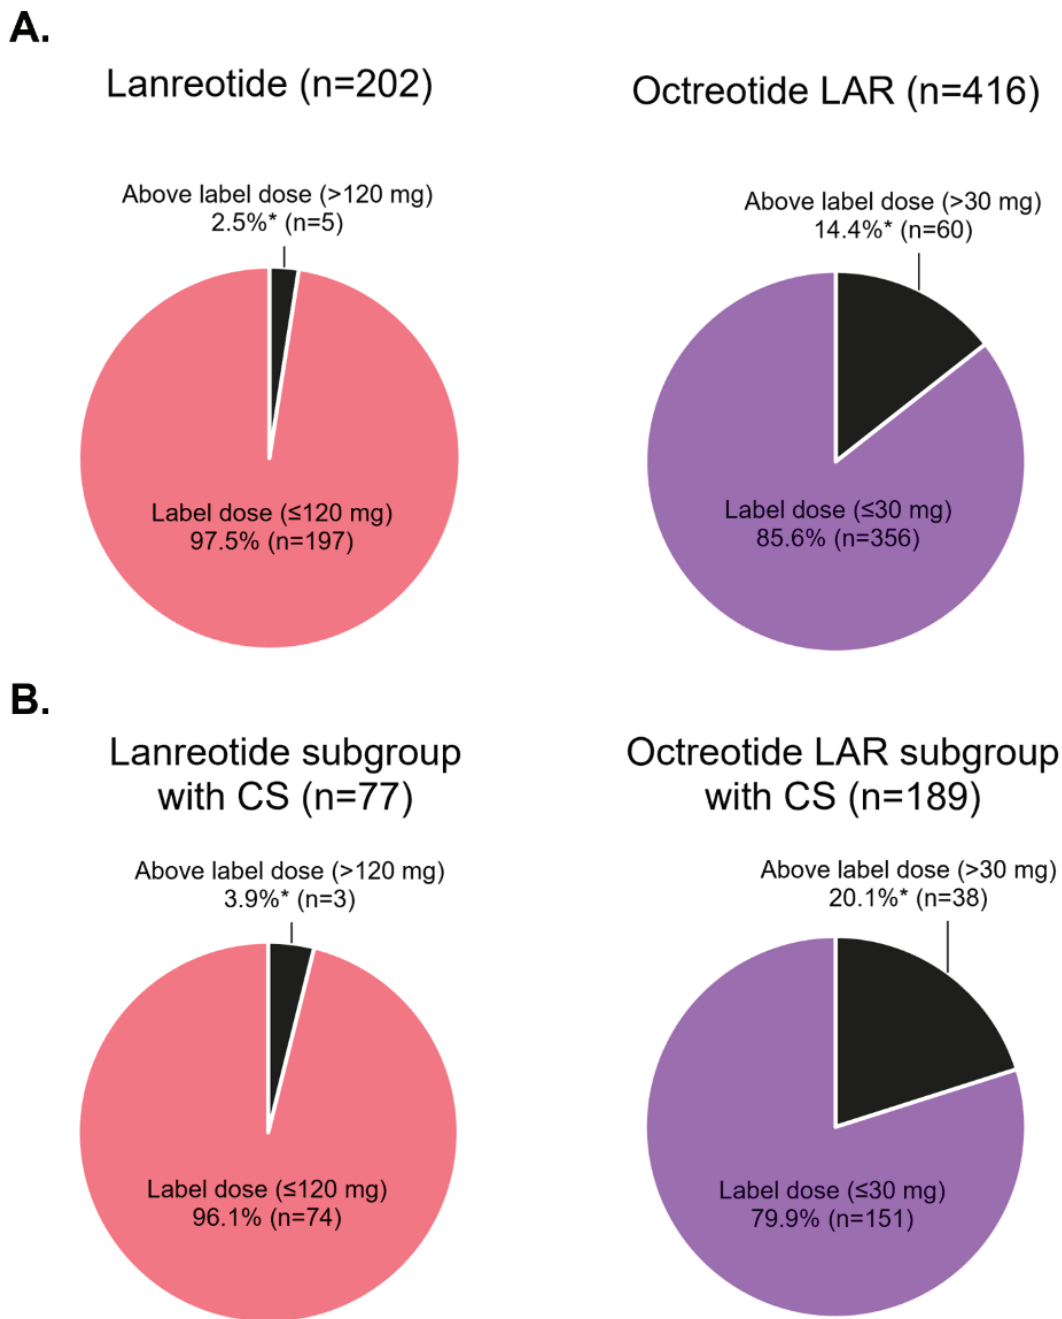 A.
Lanreotide (n=202)
Above label dose (>120 mg)
2.5%* (n=5)
Label dose (≤120 mg)
97.5% (n=197)
Octreotide LAR (n=416)
Above label dose (>30 mg)
14.4%* (n=60)
Label dose (≤30 mg)
85.6% (n=356)
B.
Lanreotide subgroup
with CS (n=77)
Above label dose (>120 mg)
3.9%* (n=3)
Label dose (≤120 mg)
96.1% (n=74)
Octreotide LAR subgroup
with CS (n=189)
Above label dose (>30 mg)
20.1%* (n=38)
Label dose (≤30 mg)
79.9% (n=151)